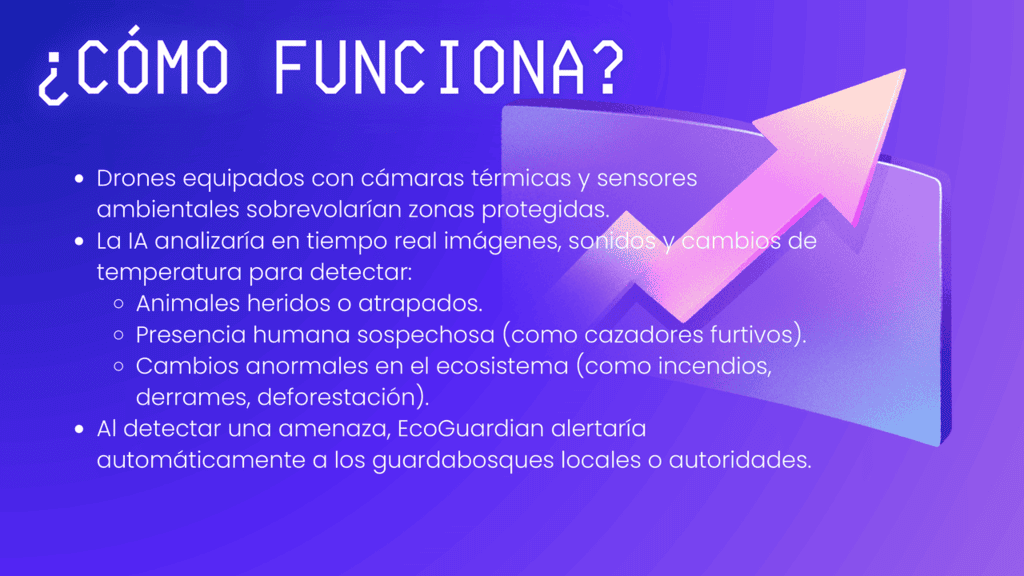 ¿CÓMO FUNCIONA?
• Drones equipados con cámaras térmicas y sensores
ambientales sobrevolarían zonas protegidas.
• La IA analizaría en tiempo real imágenes, sonidos y cambios de
temperatura para detectar:
◦ Animales heridos o atrapados.
◦ Presencia humana sospechosa (como cazadores furtivos).
◦ Cambios anormales en el ecosistema (como incendios,
derrames, deforestación).
• Al detectar una amenaza, EcoGuardian alertaría
automáticamente a los guardabosques locales o autoridades.